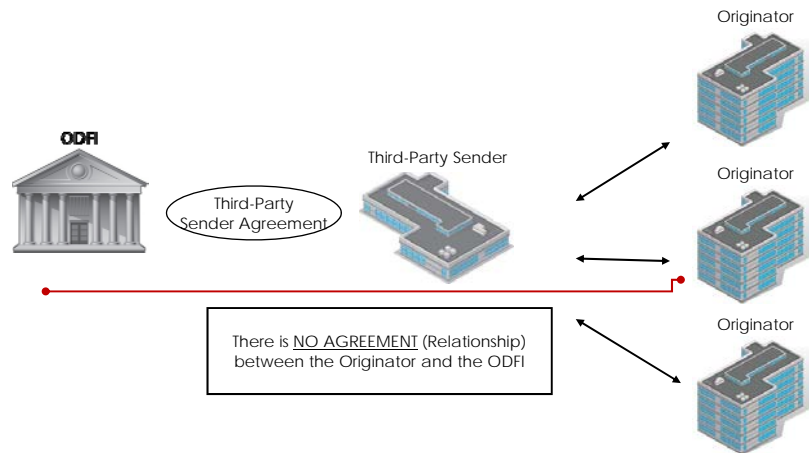 Originator
ODFI
Third-Party Sender
Originator
Third-Party
Sender Agreement
There is NO AGREEMENT (Relationship)
between the Originator and the ODFI
Originator